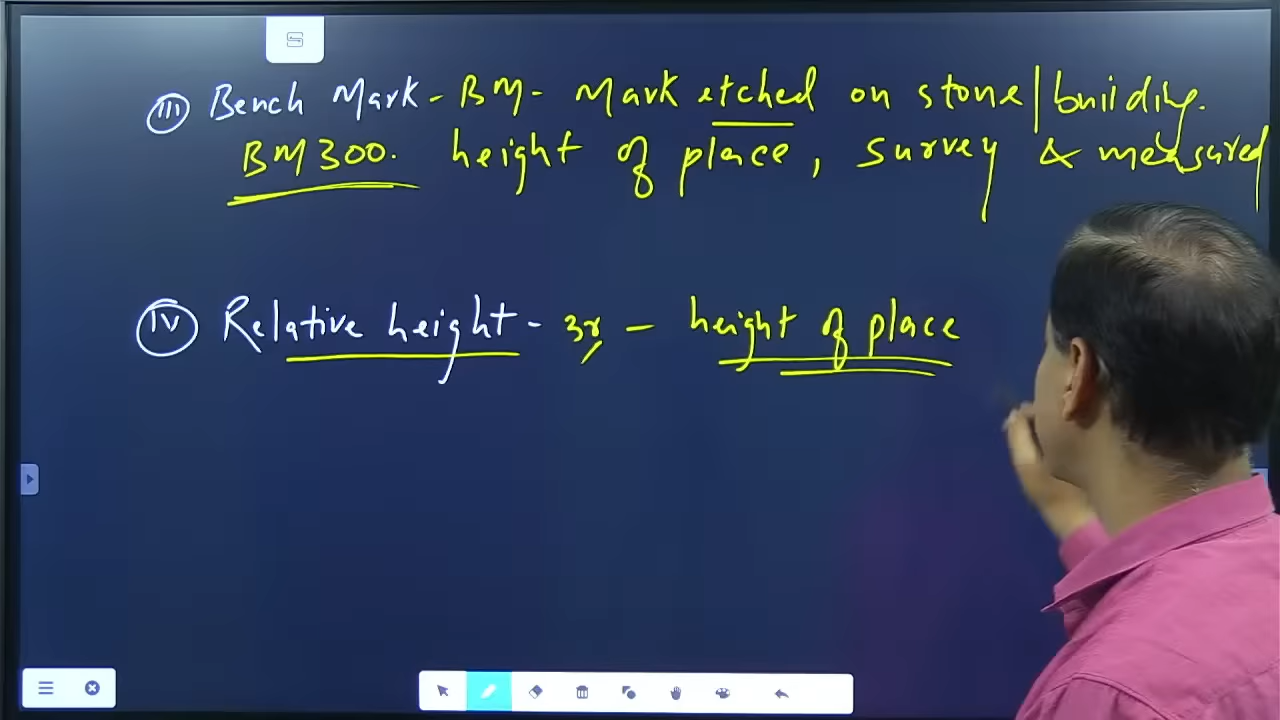 (III) Bench Mark - BM - Mark etched on stone/building.
BM300. height of place, survey & measured
(IV) Relative height - 3r - height of place